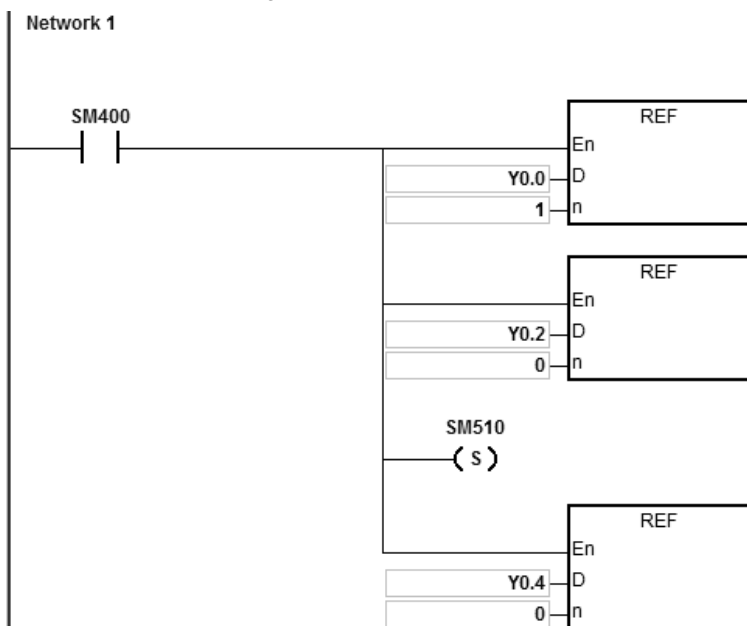 Network 1
SM400
REF
En
Y0.0 D
1 n
REF
En
Y0.2 D
0 n
SM510
S
REF
En
Y0.4 D
0 n